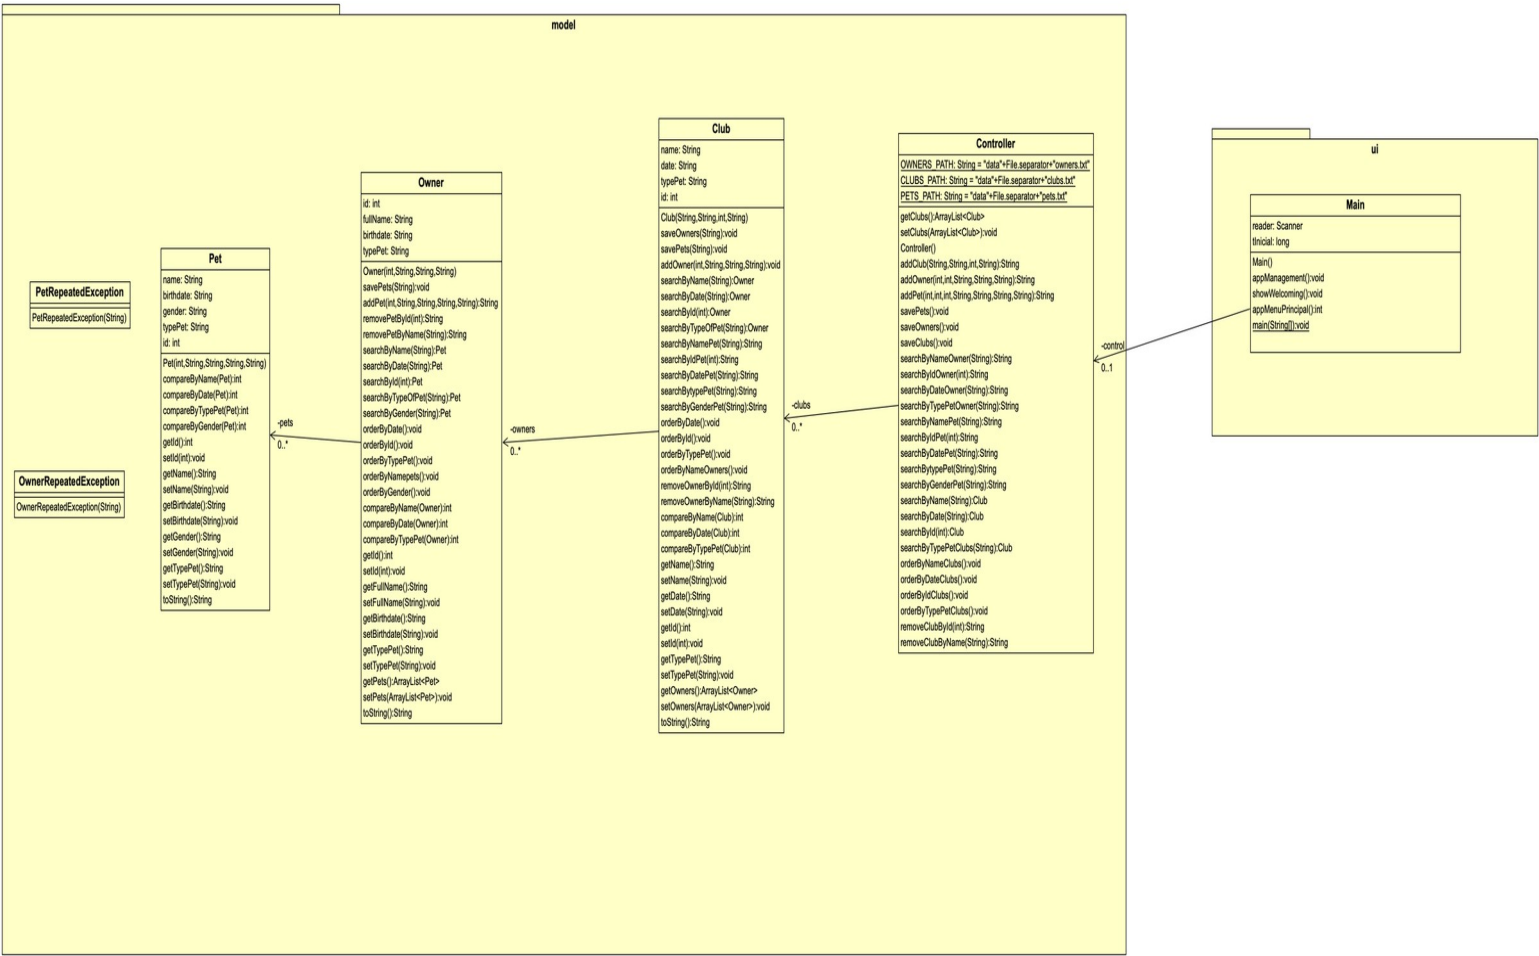 model
PetRepeatedException
PetRepeatedException(String)
OwnerRepeatedException
OwnerRepeatedException(String)
Pet
name: String
birthdate: String
gender: String
typePet: String
id: int
Pet(int,String,String,String,String)
compareByName(Pet):int
compareByDate(Pet):int
compareByTypePet(Pet):int
compareByGender(Pet):int
getId():int
setId(int):void
getName():String
setName(String):void
getBirthdate():String
setBirthdate(String):void
getGender():String
setGender(String):void
getTypePet():String
setTypePet(String):void
toString():String
-pets
0..*
Owner
id: int
fullName: String
birthdate: String
typePet: String
Owner(int,String,String,String)
savePets(String):void
addPet(int,String,String,String,String):String
removePetById(int):String
removePetByName(String):String
searchByName(String):Pet
searchByDate(String):Pet
searchById(int):Pet
searchByTypeOfPet(String):Pet
searchByGender(String):Pet
orderByDate():void
orderById():void
orderByTypePet():void
orderByNamepets():void
orderByGender():void
compareByName(Owner):int
compareByDate(Owner):int
compareByTypePet(Owner):int
getId():int
setId(int):void
getFullName():String
setFullName(String):void
getBirthdate():String
setBirthdate(String):void
getTypePet():String
setTypePet(String):void
getPets():ArrayList<Pet>
setPets(ArrayList<Pet>):void
toString():String
-owners
0..*
Club
name: String
date: String
typePet: String
id: int
Club(String,String,int,String)
saveOwners(String):void
savePets(String):void
addOwner(int,String,String,String):void
searchByName(String):Owner
searchByDate(String):Owner
searchById(int):Owner
searchByTypeOfPet(String):Owner
searchByNamePet(String):String
searchByIdPet(int):String
searchByDatePet(String):String
searchBytypePet(String):String
searchByGenderPet(String):String
orderByDate():void
orderById():void
orderByTypePet():void
orderByNameOwners():void
removeOwnerById(int):String
removeOwnerByName(String):String
compareByName(Club):int
compareByDate(Club):int
compareByTypePet(Club):int
getName():String
setName(String):void
getDate():String
setDate(String):void
getId():int
setId(int):void
getTypePet():String
setTypePet(String):void
getOwners():ArrayList<Owner>
setOwners(ArrayList<Owner>):void
toString():String
-clubs
0..*
Controller
OWNERS_PATH: String = "data"+File.separator+"owners.txt"
CLUBS_PATH: String = "data"+File.separator+"clubs.txt"
PETS_PATH: String = "data"+File.separator+"pets.txt"
getClubs():ArrayList<Club>
setClubs(ArrayList<Club>):void
Controller()
addClub(String,String,int,String):String
addOwner(int,int,String,String,String):String
addPet(int,int,int,String,String,String,String):String
savePets():void
saveOwners():void
saveClubs():void
searchByNameOwner(String):String
searchByIdOwner(int):String
searchByDateOwner(String):String
searchByTypePetOwner(String):String
searchByNamePet(String):String
searchByIdPet(int):String
searchByDatePet(String):String
searchBytypePet(String):String
searchByGenderPet(String):String
searchByName(String):Club
searchByDate(String):Club
searchById(int):Club
searchByTypePetClubs(String):Club
orderByNameClubs():void
orderByDateClubs():void
orderByIdClubs():void
orderByTypePetClubs():void
removeClubById(int):String
removeClubByName(String):String
-control
0..1
ui
Main
reader: Scanner
tInicial: long
Main()
appManagement():void
showWelcoming():void
appMenuPrincipal():int
main(String[]):void